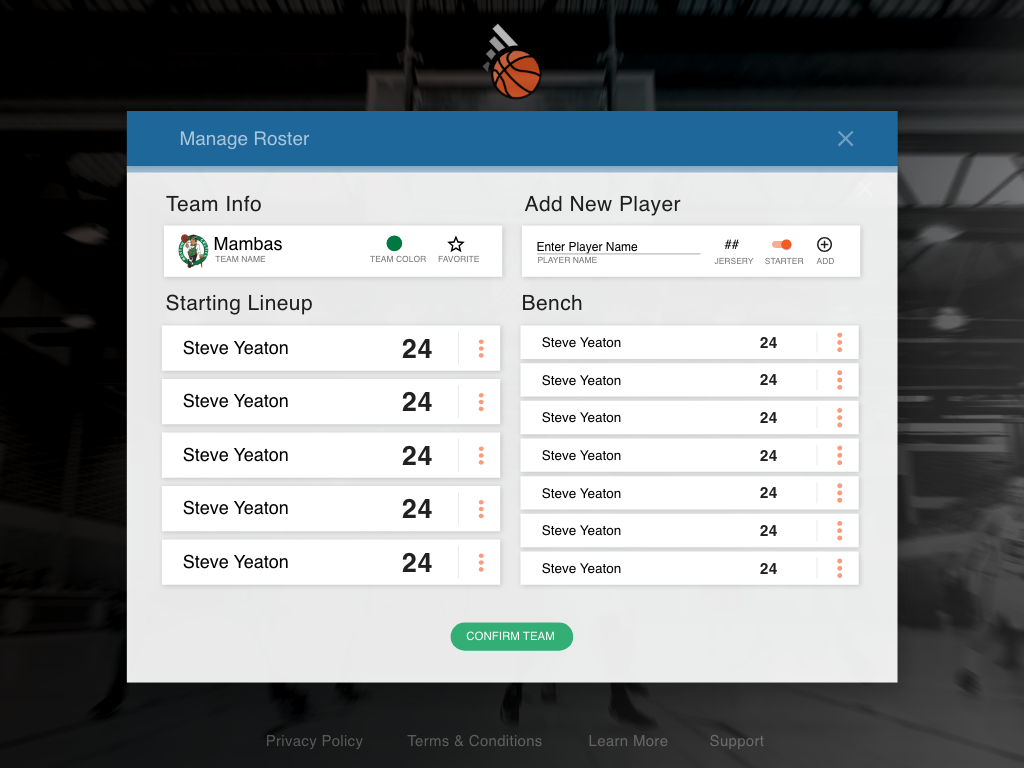 Manage Roster
Team Info
Mambas
TEAM NAME
TEAM COLOR
FAVORITE
Add New Player
Enter Player Name
PLAYER NAME
##
JERSERY
STARTER
ADD
Starting Lineup
Steve Yeaton 24
Steve Yeaton 24
Steve Yeaton 24
Steve Yeaton 24
Steve Yeaton 24
Bench
Steve Yeaton 24
Steve Yeaton 24
Steve Yeaton 24
Steve Yeaton 24
Steve Yeaton 24
Steve Yeaton 24
Steve Yeaton 24
CONFIRM TEAM
Privacy Policy Terms & Conditions Learn More Support